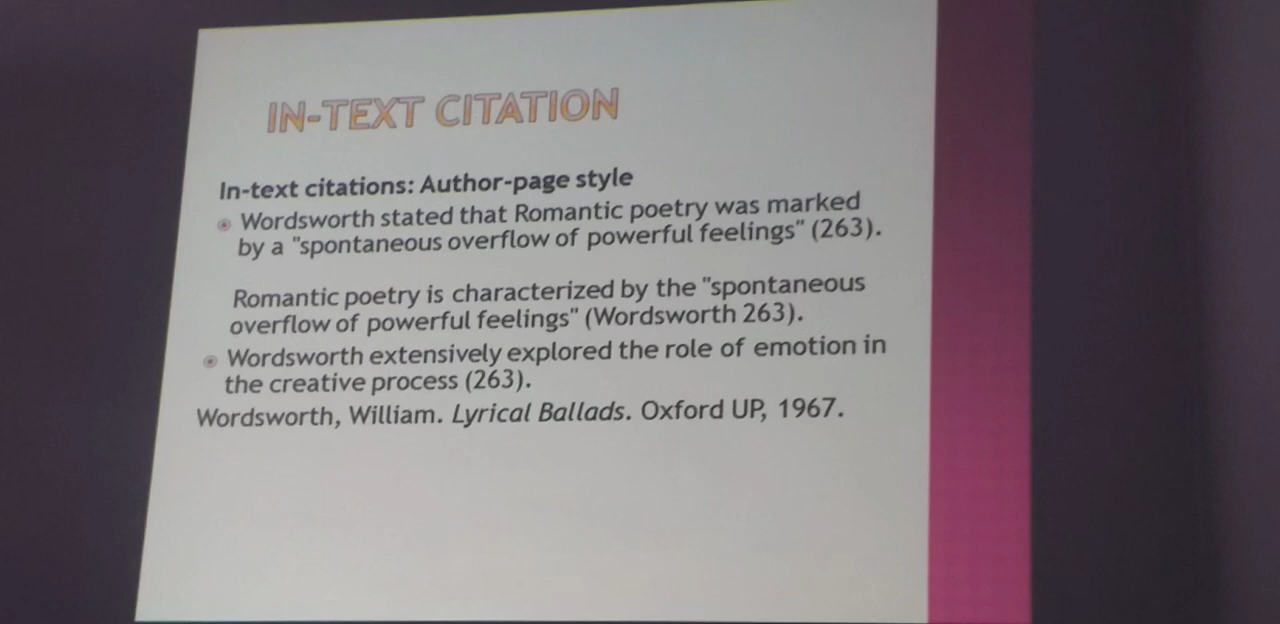 IN-TEXT CITATION
In-text citations: Author-page style
Wordsworth stated that Romantic poetry was marked
by a "spontaneous overflow of powerful feelings" (263).
Romantic poetry is characterized by the "spontaneous
overflow of powerful feelings" (Wordsworth 263).
Wordsworth extensively explored the role of emotion in
the creative process (263).
Wordsworth, William. Lyrical Ballads. Oxford UP, 1967.